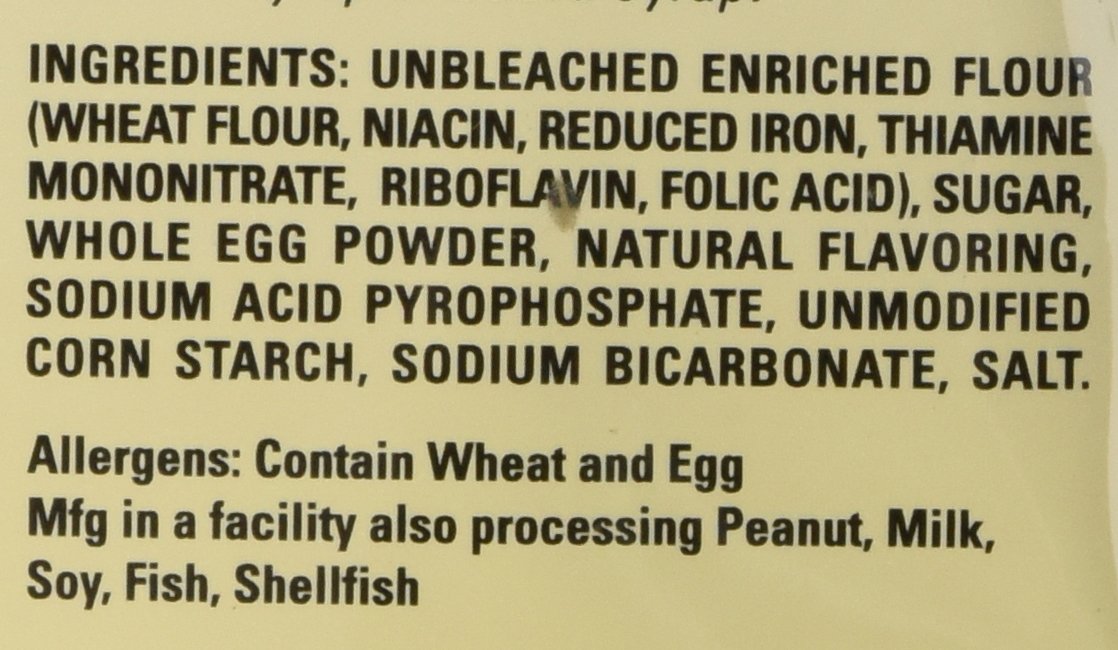 INGREDIENTS: UNBLEACHED ENRICHED FLOUR
(WHEAT FLOUR, NIACIN, REDUCED IRON, THIAMINE
MONONITRATE, RIBOFLAVIN, FOLIC ACID), SUGAR,
WHOLE EGG POWDER, NATURAL FLAVORING,
SODIUM ACID PYROPHOSPHATE, UNMODIFIED
CORN STARCH, SODIUM BICARBONATE, SALT.
Allergens: Contain Wheat and Egg
Mfg in a facility also processing Peanut, Milk,
Soy, Fish, Shellfish